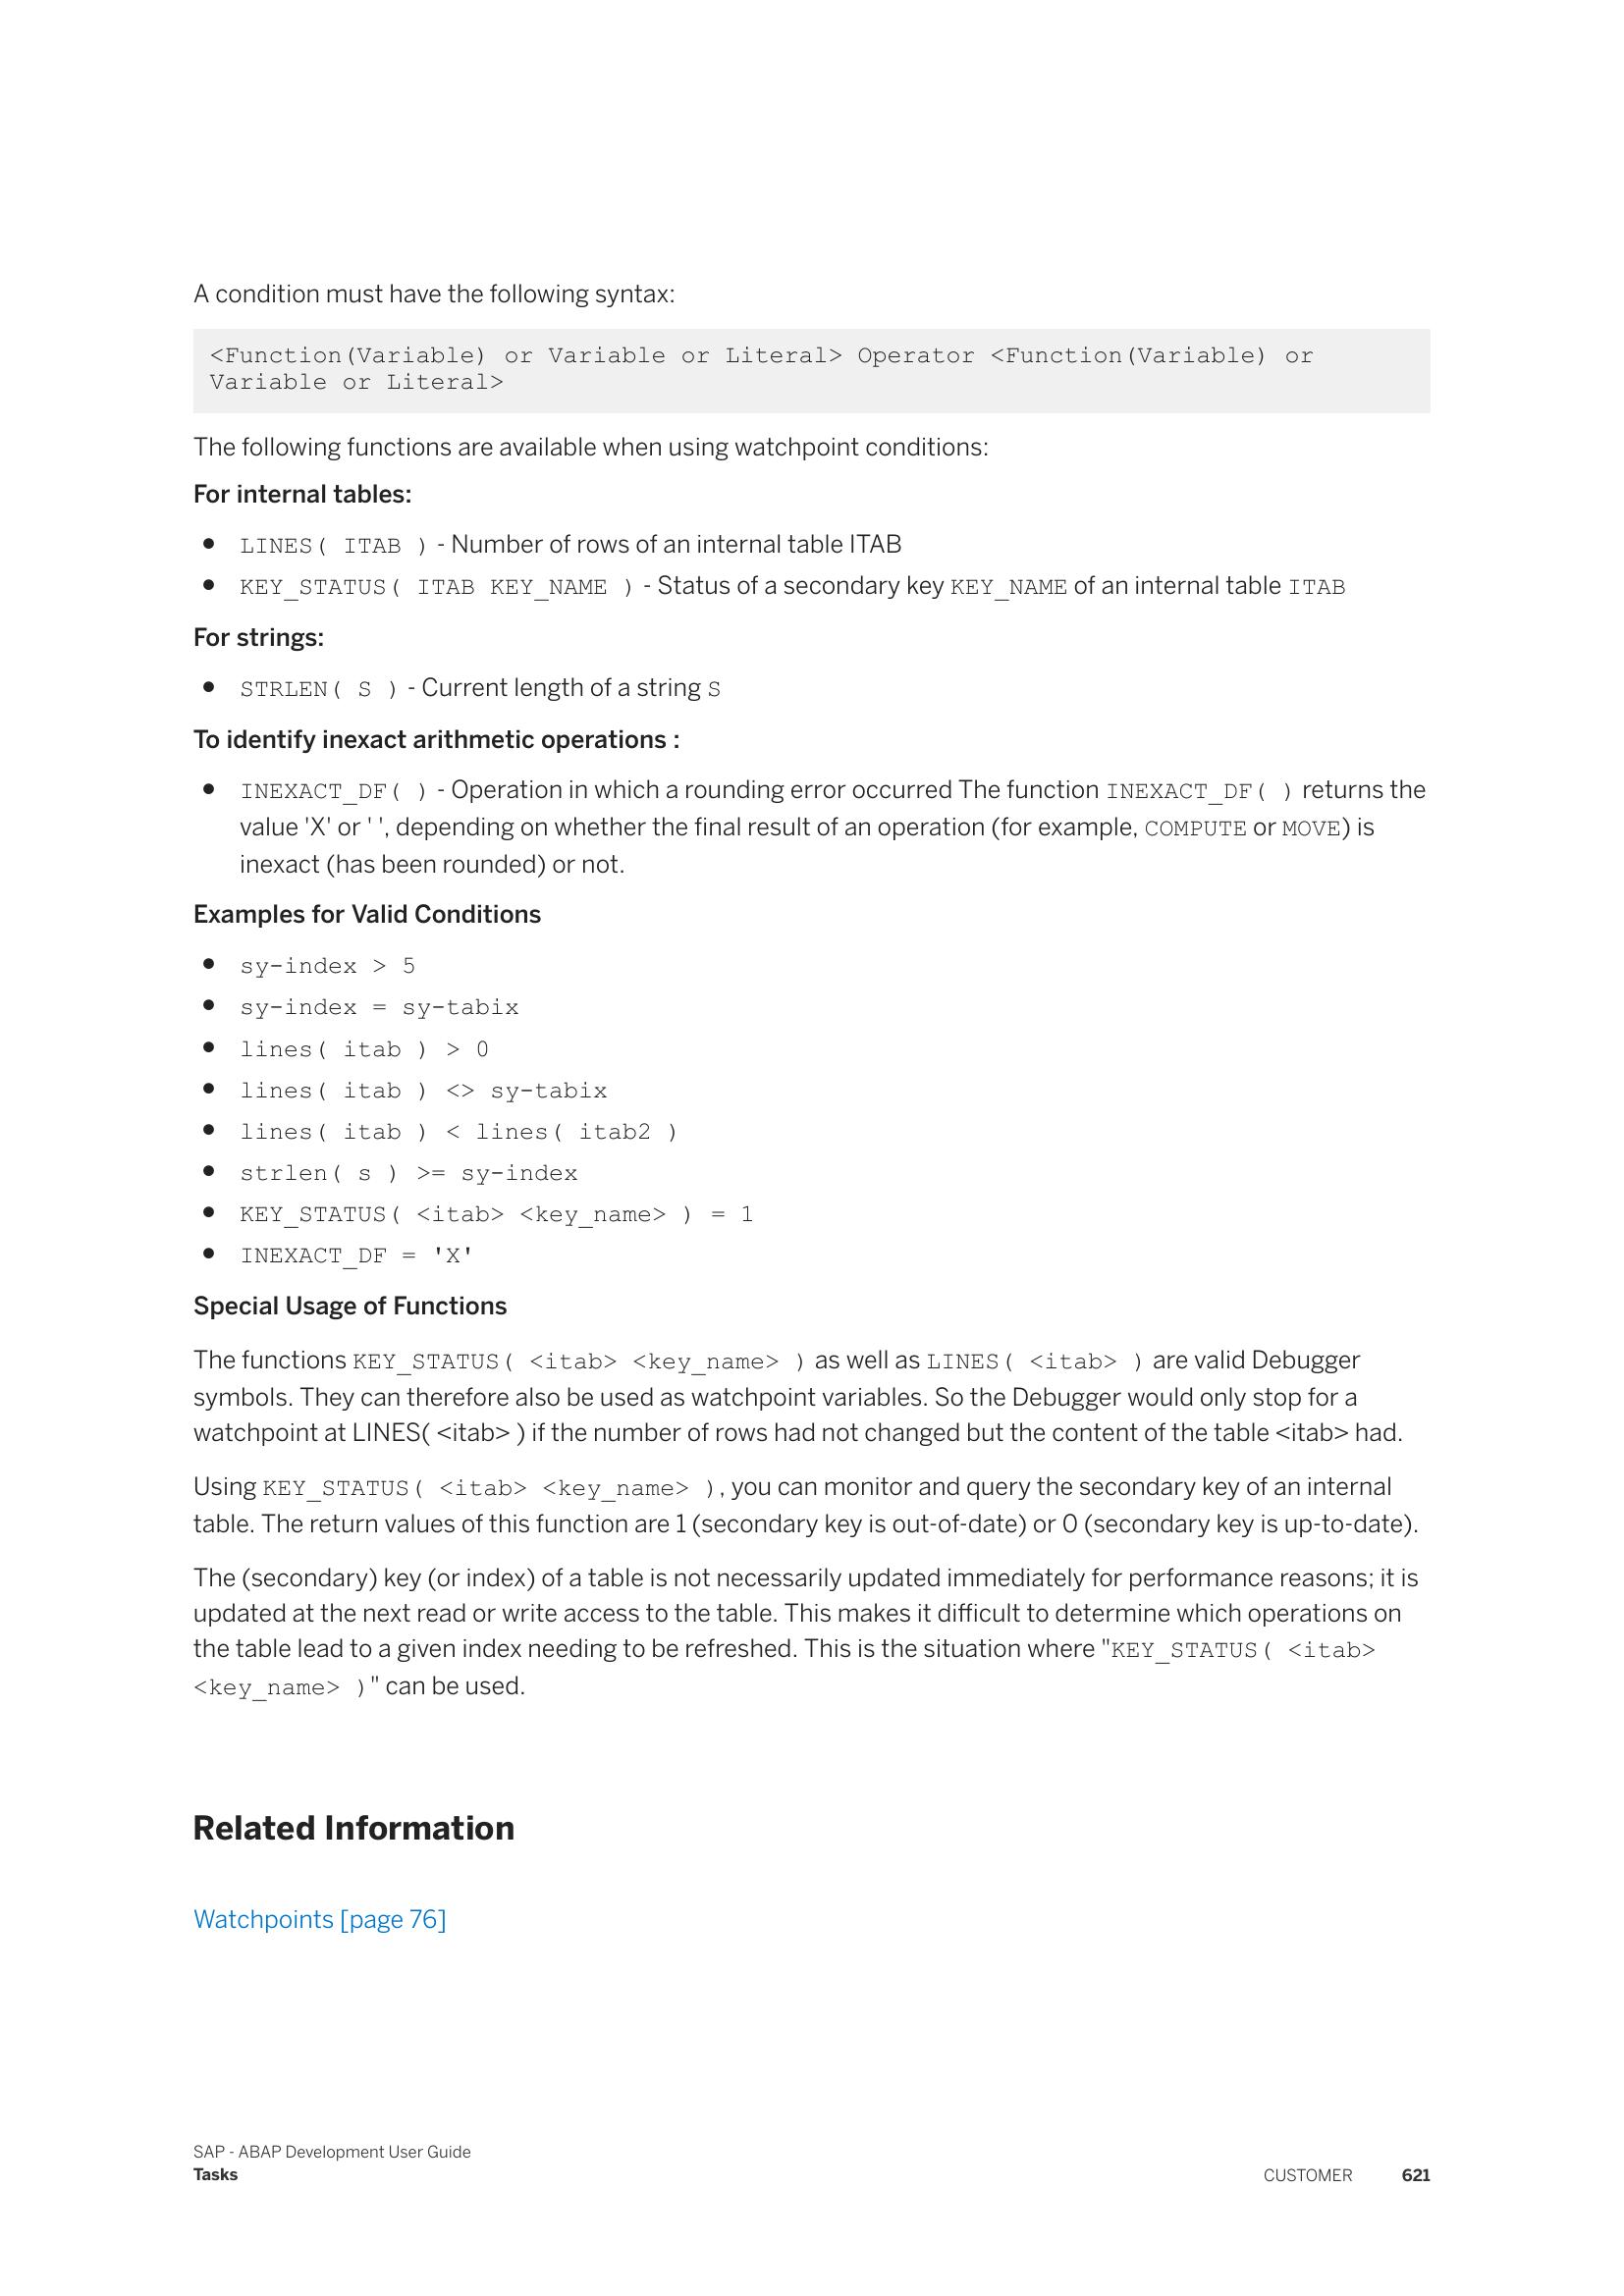 A condition must have the following syntax:
<Function(Variable) or Variable or Literal> Operator <Function(Variable) or
Variable or Literal>
The following functions are available when using watchpoint conditions:
For internal tables:
● LINES( ITAB ) - Number of rows of an internal table ITAB
● KEY_STATUS( ITAB KEY_NAME ) - Status of a secondary key KEY_NAME of an internal table ITAB
For strings:
● STRLEN( S ) - Current length of a string S
To identify inexact arithmetic operations :
● INEXACT_DF( ) - Operation in which a rounding error occurred The function INEXACT_DF( ) returns the
value 'X' or ' ', depending on whether the final result of an operation (for example, COMPUTE or MOVE) is
inexact (has been rounded) or not.
Examples for Valid Conditions
● sy-index > 5
● sy-index = sy-tabix
● lines( itab ) > 0
● lines( itab ) <> sy-tabix
● lines( itab ) < lines( itab2 )
● strlen( s ) >= sy-index
● KEY_STATUS( <itab> <key_name> ) = 1
● INEXACT_DF = 'X'
Special Usage of Functions
The functions KEY_STATUS( <itab> <key_name> ) as well as LINES( <itab> ) are valid Debugger
symbols. They can therefore also be used as watchpoint variables. So the Debugger would only stop for a
watchpoint at LINES( <itab> ) if the number of rows had not changed but the content of the table <itab> had.
Using KEY_STATUS( <itab> <key_name> ), you can monitor and query the secondary key of an internal
table. The return values of this function are 1 (secondary key is out-of-date) or 0 (secondary key is up-to-date).
The (secondary) key (or index) of a table is not necessarily updated immediately for performance reasons; it is
updated at the next read or write access to the table. This makes it difficult to determine which operations on
the table lead to a given index needing to be refreshed. This is the situation where "KEY_STATUS( <itab>
<key_name> )" can be used.
Related Information
Watchpoints [page 76]
SAP - ABAP Development User Guide
Tasks
CUSTOMER 621